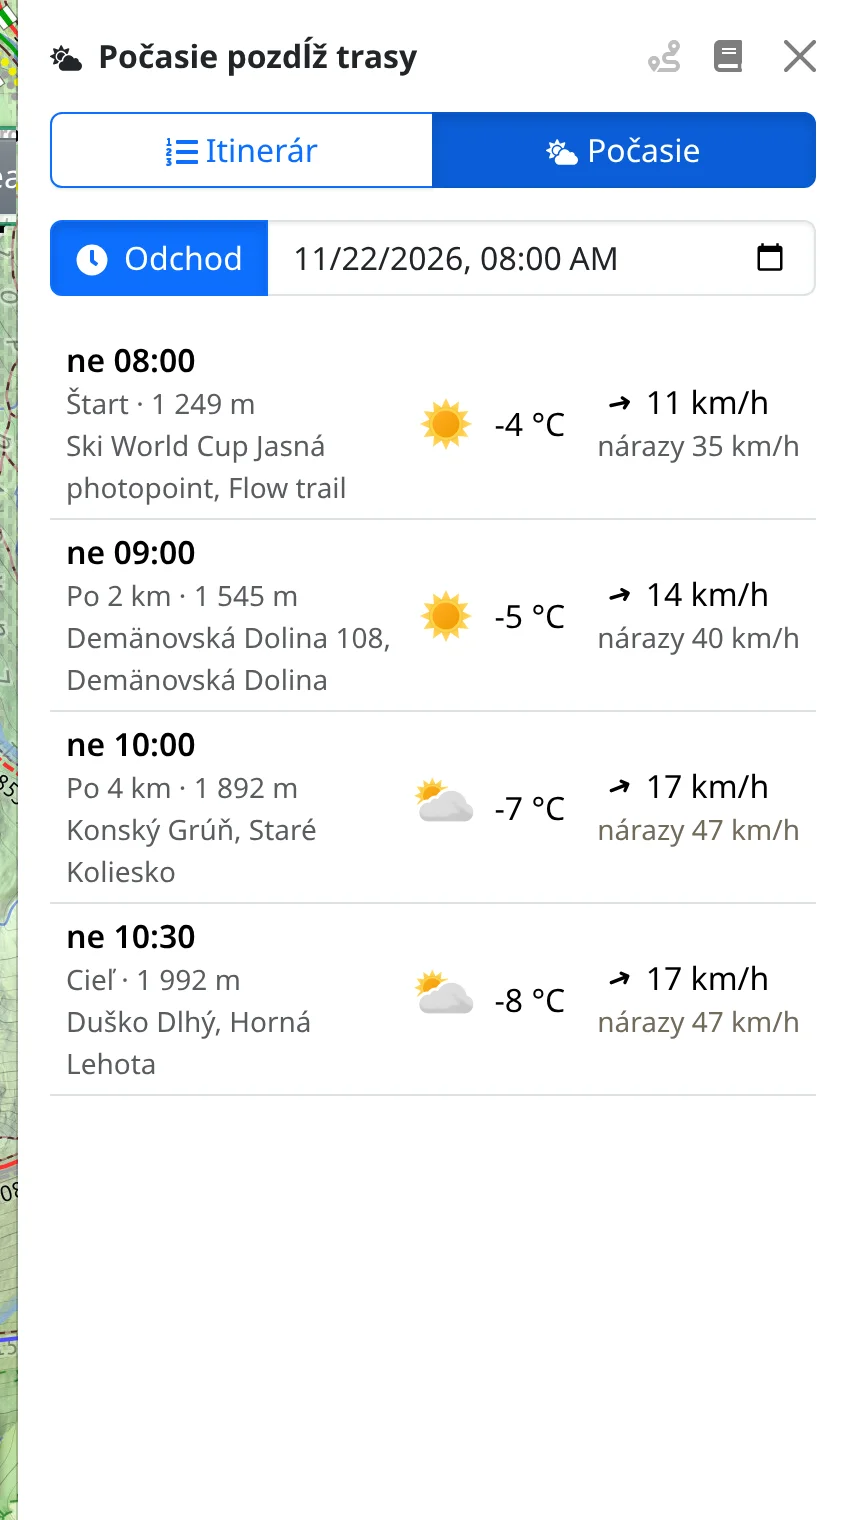 Počasie pozdĺž trasy
Itinerár
Počasie
Odchod
11/22/2026, 08:00 AM
ne 08:00
Štart · 1 249 m
Ski World Cup Jasná
photopoint, Flow trail
-4 °C
11 km/h
nárazy 35 km/h
ne 09:00
Po 2 km · 1 545 m
Demänovská Dolina 108,
Demänovská Dolina
-5 °C
14 km/h
nárazy 40 km/h
ne 10:00
Po 4 km · 1 892 m
Konský Grúň, Staré
Koliesko
-7 °C
17 km/h
nárazy 47 km/h
ne 10:30
Cieľ · 1 992 m
Duško Dlhý, Horná
Lehota
-8 °C
17 km/h
nárazy 47 km/h